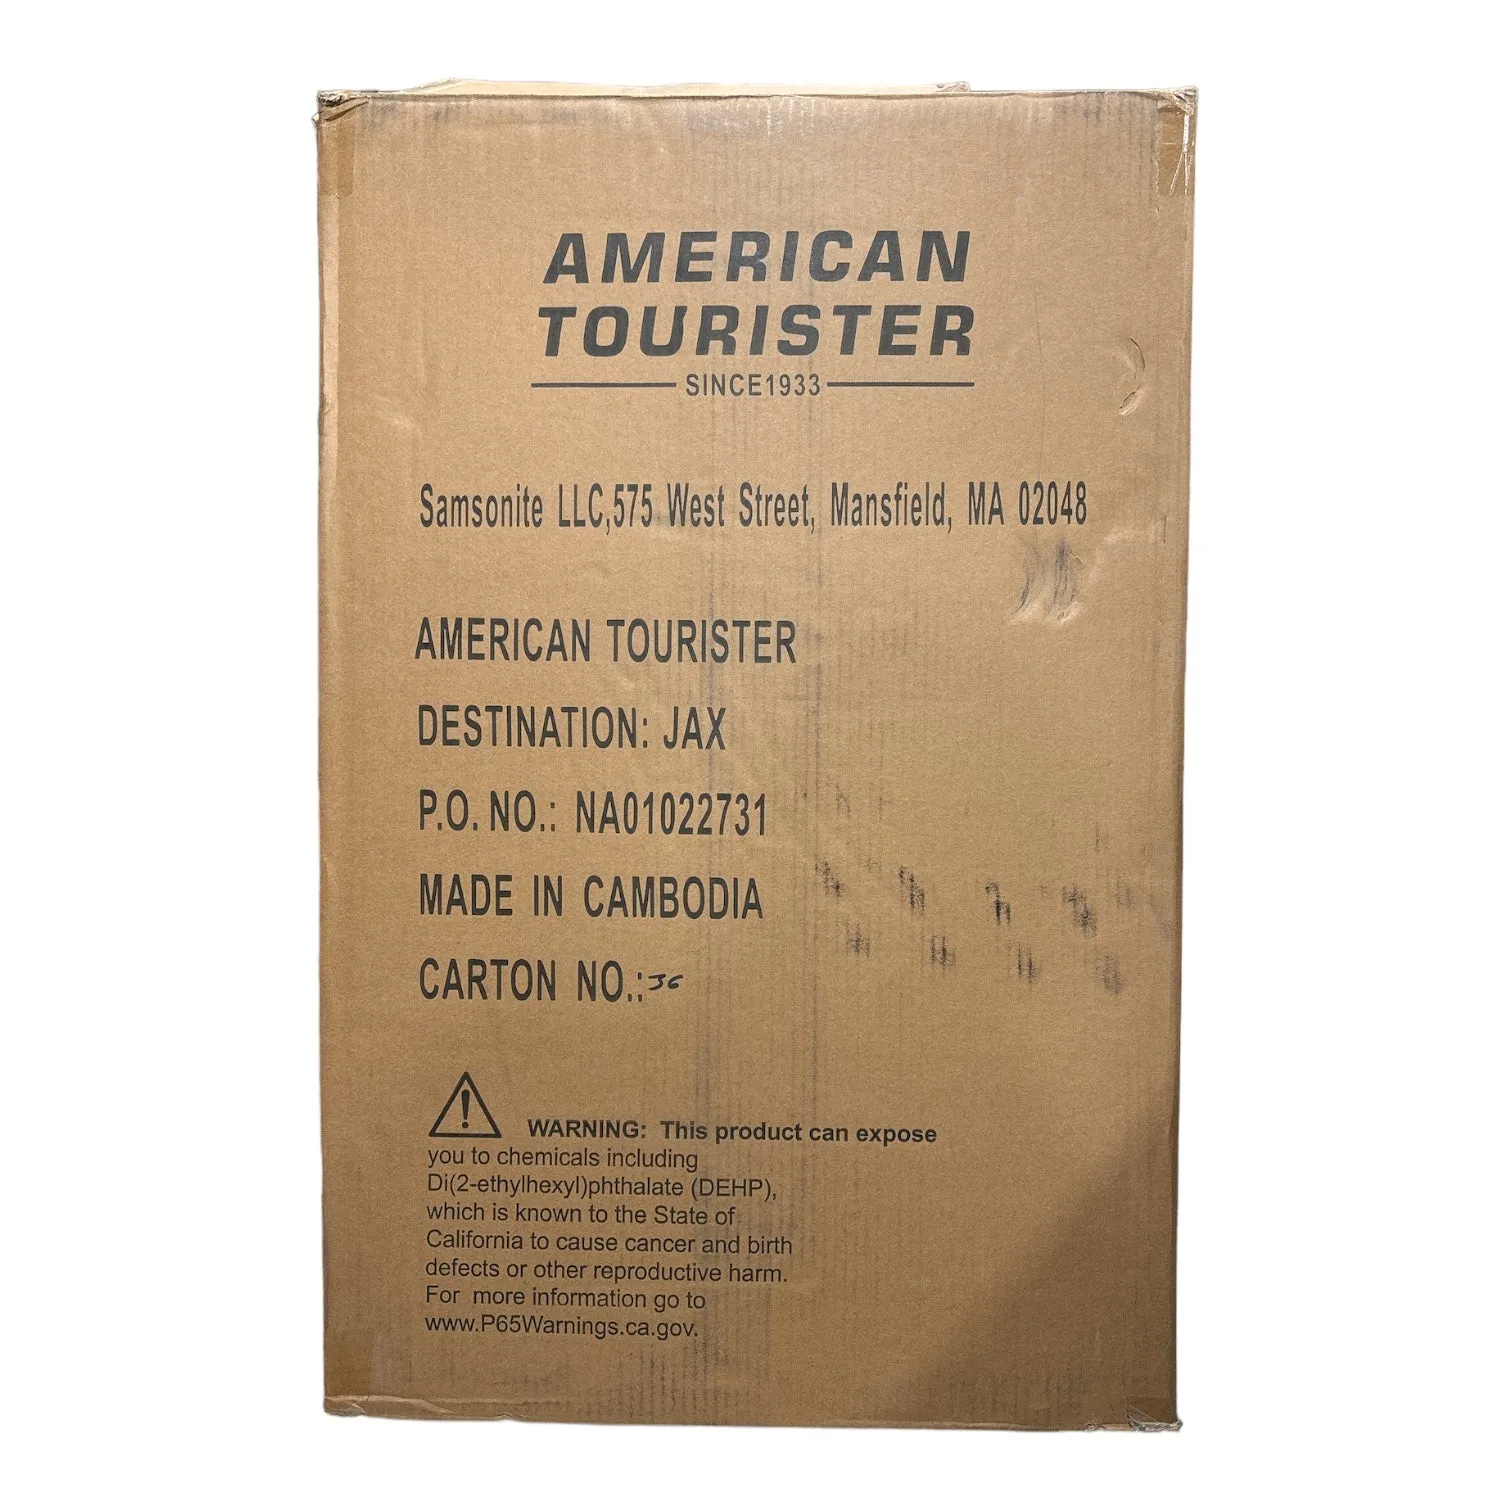 AMERICAN
TOURISTER
SINCE1933
Samsonite LLC,575 West Street, Mansfield, MA 02048
AMERICAN TOURISTER
DESTINATION: JAX
P.O. NO.: NA01022731
MADE IN CAMBODIA
CARTON NO.: 36
WARNING: This product can expose
you to chemicals including
Di(2-ethylhexyl)phthalate (DEHP),
which is known to the State of
California to cause cancer and birth
defects or other reproductive harm.
For more information go to
www.P65Warnings.ca.gov.